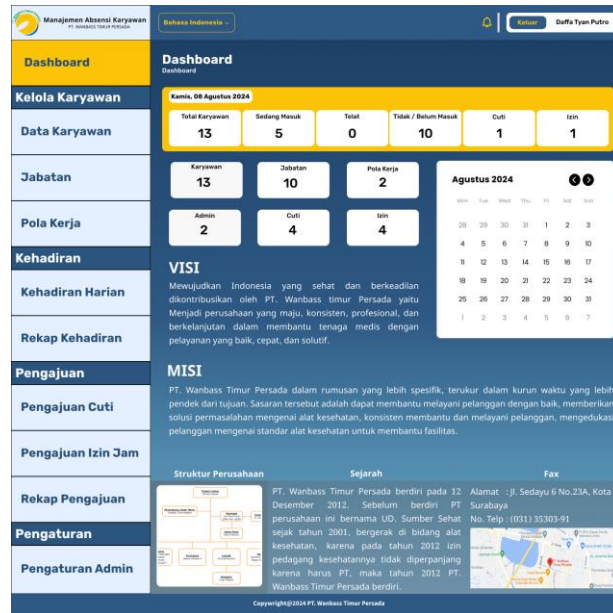 Manajemen Absensi Karyawan
PT. WANBASS TIMUR PERSADA
Bahasa Indonesia
Keluar
Daffa Tyan Putro
Dashboard
Kelola Karyawan
Data Karyawan
Jabatan
Pola Kerja
Kehadiran
Kehadiran Harian
Rekap Kehadiran
Pengajuan
Pengajuan Cuti
Pengajuan Izin Jam
Rekap Pengajuan
Pengaturan
Pengaturan Admin
Dashboard
Dashboard
Kamis, 08 Agustus 2024
Total Karyawan
13
Sedang Masuk
5
Telat
0
Tidak / Belum Masuk
10
Cuti
1
Izin
1
Karyawan
13
Jabatan
10
Pola Kerja
2
Admin
2
Cuti
4
Izin
4
Agustus 2024
Mon Tue Wed Thu Fri Sat Sun
28 29 30 31 1 2 3
4 5 6 7 8 9 10
11 12 13 14 15 16 17
18 19 20 21 22 23 24
25 26 27 28 29 30 31
1 2 3 4 5 6 7
VISI
Mewujudkan Indonesia yang sehat dan berkeadilan
dikontribusikan oleh PT. Wanbass timur Persada yaitu
Menjadi perusahaan yang maju, konsisten, profesional, dan
berkelanjutan dalam membantu tenaga medis dengan
pelayanan yang baik, cepat, dan solutif.
MISI
PT. Wanbass Timur Persada dalam rumusan yang lebih spesifik, terukur dalam kurun waktu yang lebih
pendek dari tujuan. Sasaran tersebut adalah dapat membantu melayani pelanggan dengan baik, memberikan
solusi permasalahan mengenai alat kesehatan, konsisten membantu dan melayani pelanggan, mengedukasi
pelanggan mengenai standar alat kesehatan untuk membantu fasilitas.
Struktur Perusahaan
Sejarah
PT. Wanbass Timur Persada berdiri pada 12
Desember 2012. Sebelum berdiri PT
perusahaan ini bernama UD. Sumber Sehat
sejak tahun 2001, bergerak di bidang alat
kesehatan, karena pada tahun 2012 izin
pedagang kesehatannya tidak diperpanjang
karena harus PT, maka tahun 2012 PT.
Wanbass Timur Persada berdiri.
Fax
Alamat : Jl. Sedayu 6 No.23A, Kota
Surabaya
No. Telp : (031) 35303-91
Copywright@2024 PT. Wanbass Timur Persada